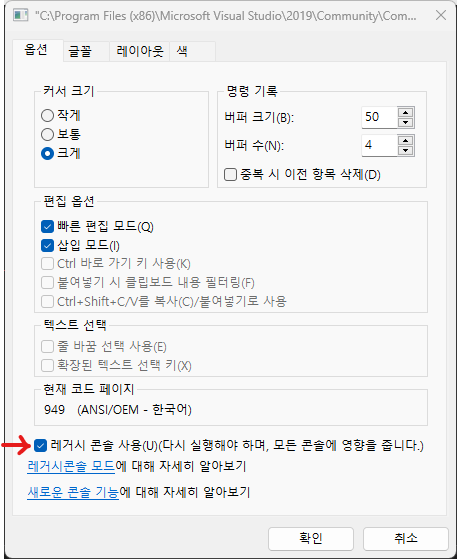 "C:\Program Files (x86)\Microsoft Visual Studio\2019\Community\Com...
옵션 글꼴 레이아웃 색
커서 크기
작게
보통
크게
명령 기록
버퍼 크기(B): 50
버퍼 수(N): 4
중복 시 이전 항목 삭제(D)
편집 옵션
빠른 편집 모드(Q)
삽입 모드(I)
Ctrl 바로 가기 키 사용(K)
붙여넣기 시 클립보드 내용 필터링(F)
Ctrl+Shift+C/V를 복사(C)/붙여넣기로 사용
텍스트 선택
줄 바꿈 선택 사용(E)
확장된 텍스트 선택 키(X)
현재 코드 페이지
949 (ANSI/OEM - 한국어)
레거시 콘솔 사용(U)(다시 실행해야 하며, 모든 콘솔에 영향을 줍니다.)
레거시콘솔 모드에 대해 자세히 알아보기
새로운 콘솔 기능에 대해 자세히 알아보기
확인 취소